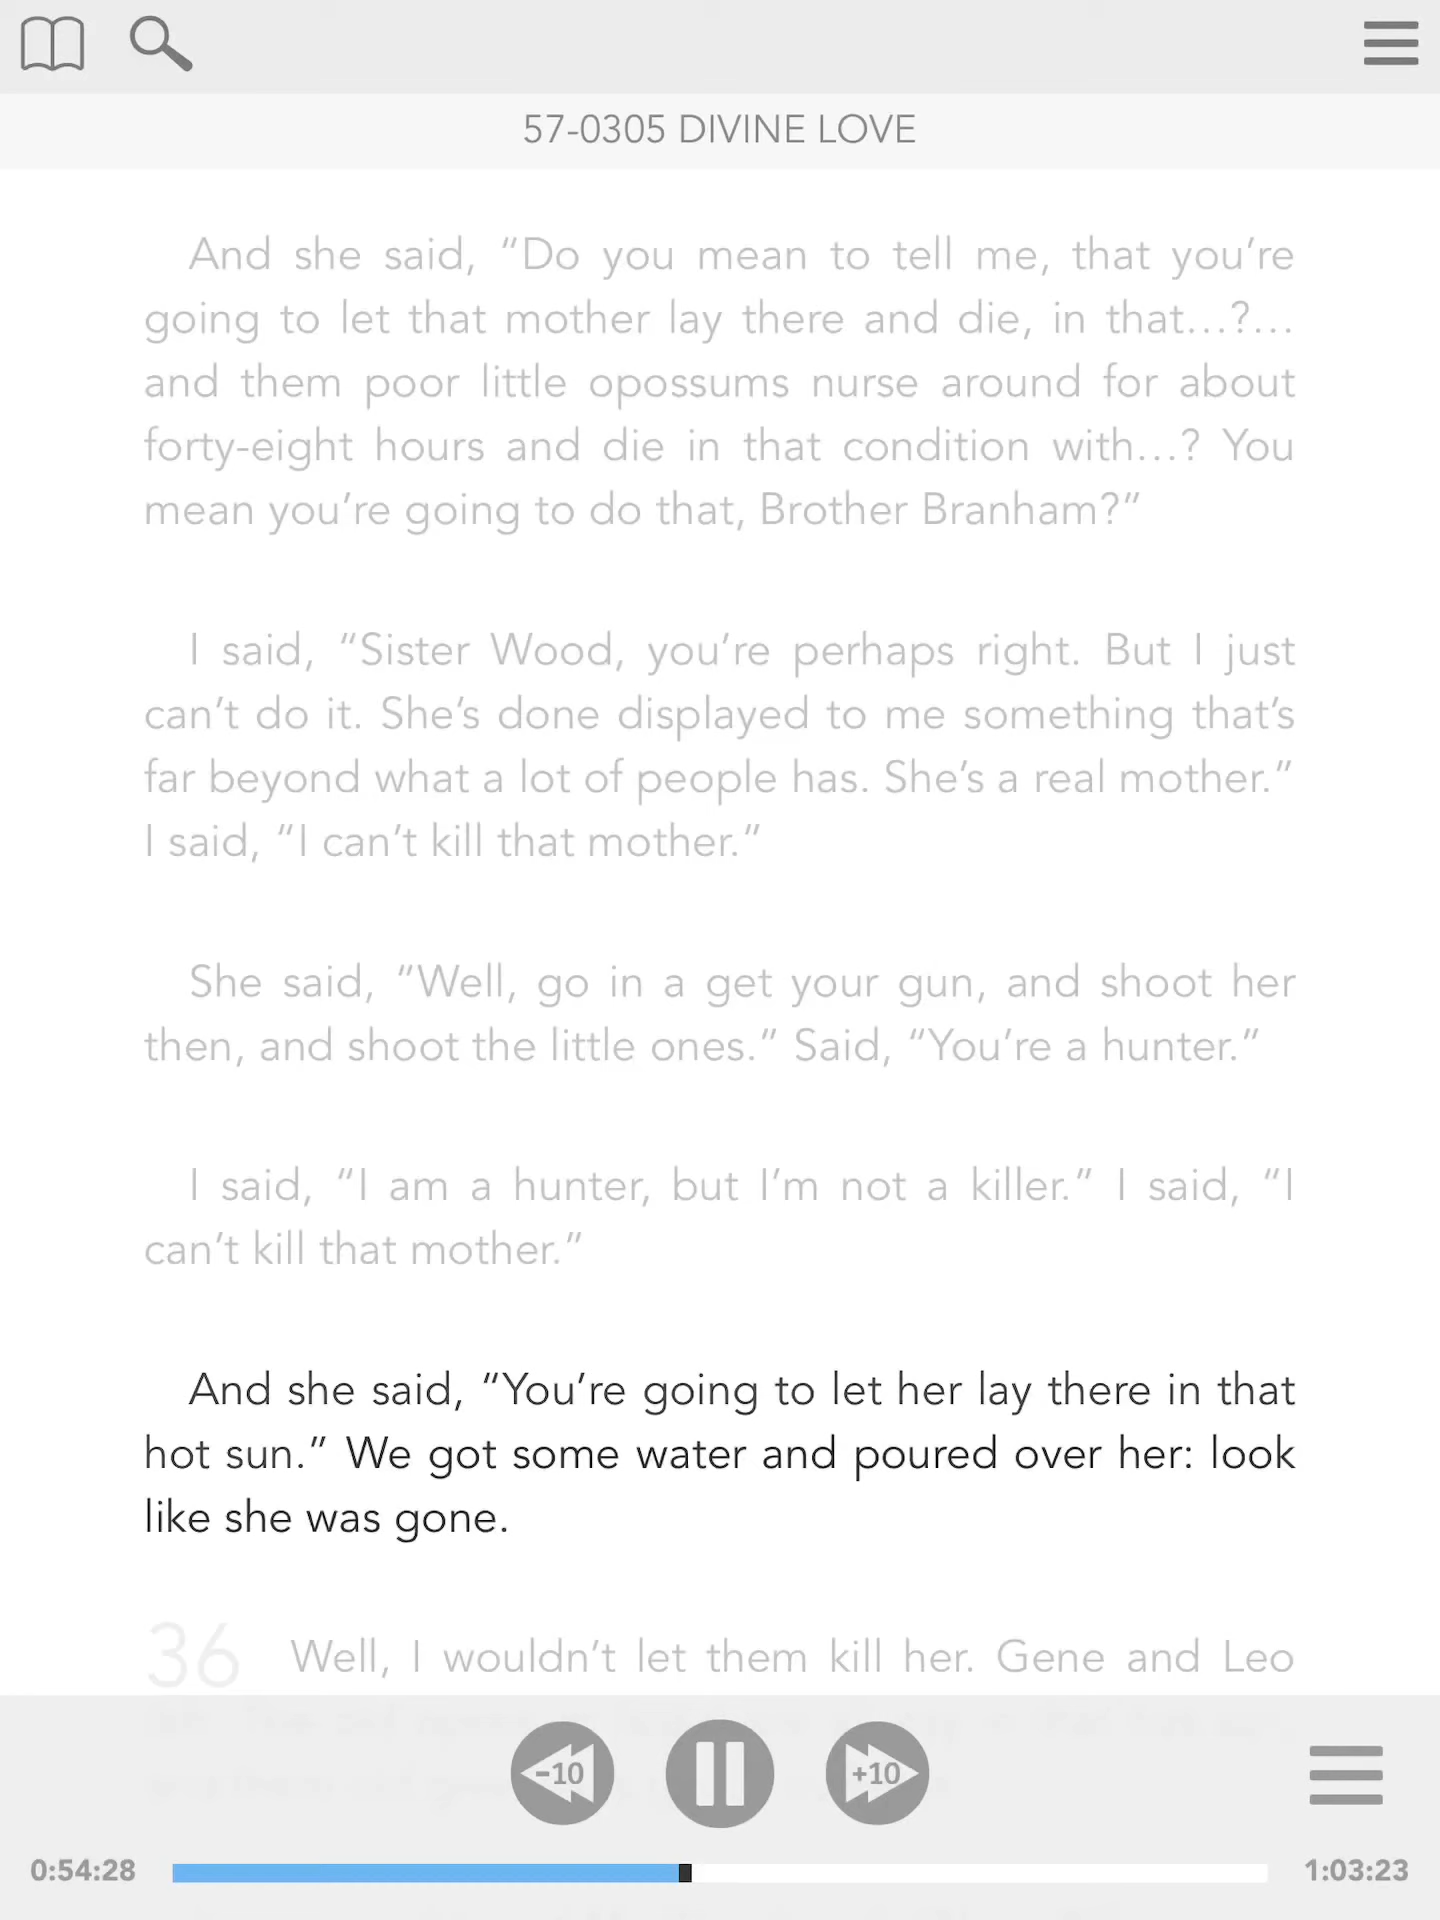 57-0305 DIVINE LOVE
And she said, “Do you mean to tell me, that you’re
going to let that mother lay there and die, in that…?…
and them poor little opossums nurse around for about
forty-eight hours and die in that condition with…? You
mean you’re going to do that, Brother Branham?”
I said, “Sister Wood, you’re perhaps right. But I just
can’t do it. She’s done displayed to me something that’s
far beyond what a lot of people has. She’s a real mother.”
I said, “I can’t kill that mother.”
She said, “Well, go in a get your gun, and shoot her
then, and shoot the little ones.” Said, “You’re a hunter.”
I said, “I am a hunter, but I’m not a killer.” I said, “I
can’t kill that mother.”
And she said, “You’re going to let her lay there in that
hot sun.” We got some water and poured over her: look
like she was gone.
36 Well, I wouldn’t let them kill her. Gene and Leo
-10 +10
0:54:28 1:03:23